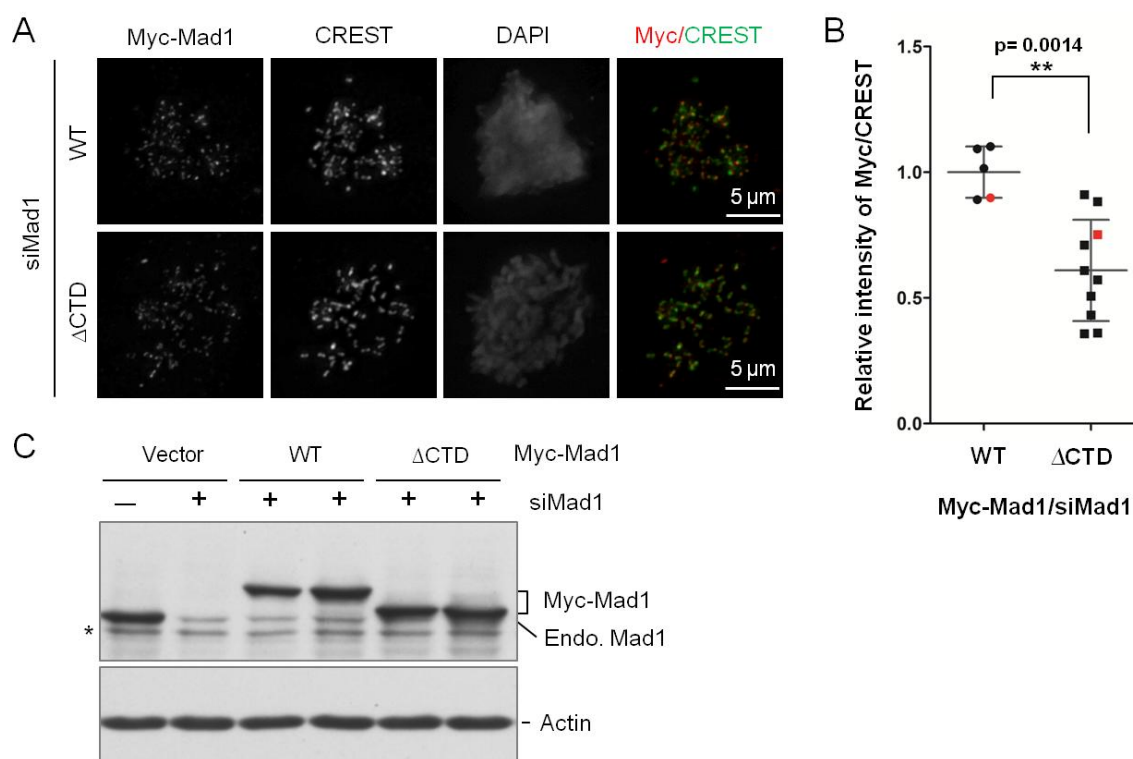 A
Myc-Mad1 CREST DAPI Myc/CREST
siMad1
WT
5 μm
ΔCTD
5 μm
B
p= 0.0014
**
1.5
1.0
0.5
0.0
Relative intensity of Myc/CREST
WT ΔCTD
Myc-Mad1/siMad1
C
Vector WT ΔCTD Myc-Mad1
— + + + + + siMad1
Myc-Mad1
*
Endo. Mad1
- Actin